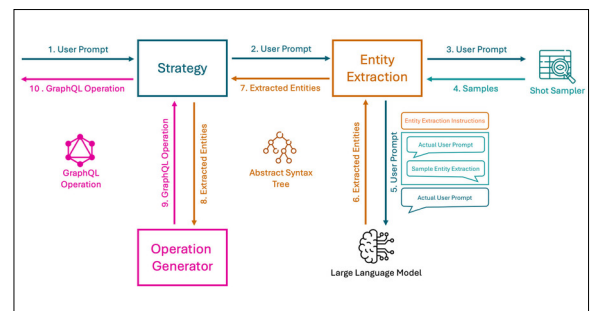 1. User Prompt
Strategy
2. User Prompt
Entity
Extraction
3. User Prompt
10 . GraphQL Operation
7. Extracted Entities
4. Samples
Shot Sampler
GraphQL
Operation
9. GraphQL Operation
8. Extracted Entities
Abstract Syntax
Tree
6. Extracted Entities
5. User Prompt
Entity Extraction Instructions
Actual User Prompt
Sample Entity Extraction
Actual User Prompt
Operation
Generator
Large Language Model